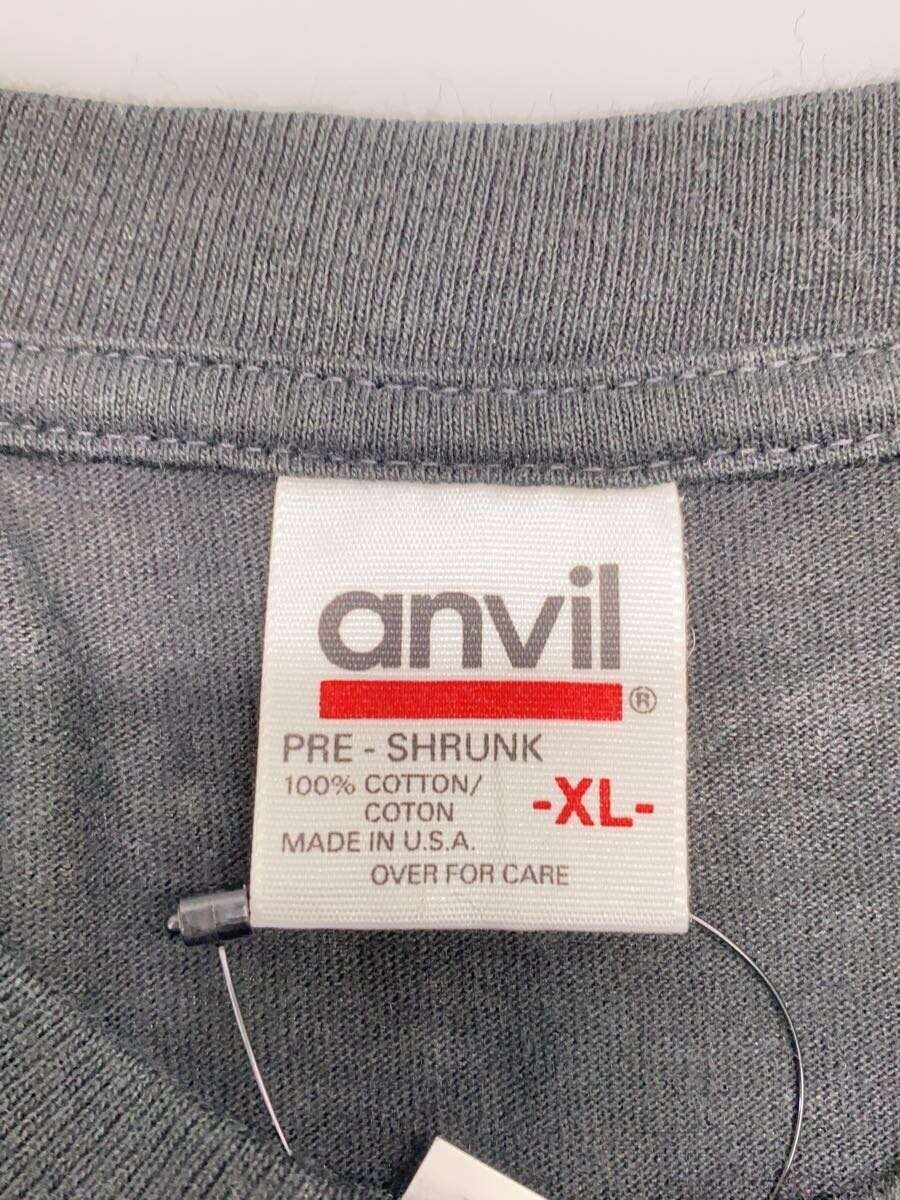 anvil
®
PRE - SHRUNK
100% COTTON/
COTON
-XL-
MADE IN U.S.A.
OVER FOR CARE